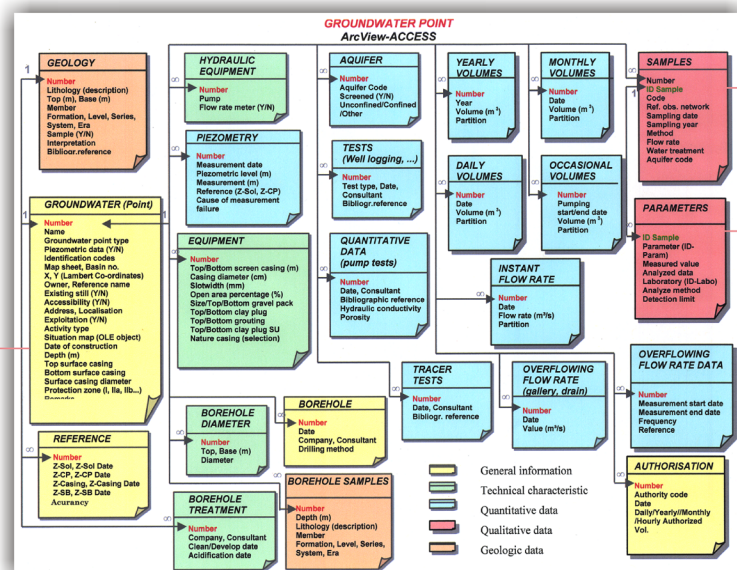 GROUNDWATER POINT
ArcView-ACCESS
GEOLOGY
Number
Lithology (description)
Top (m), Base (m)
Member
Formation, Level, Series,
System, Era
Sample (Y/N)
Interpretation
Biblioor.reference
HYDRAULIC
EQUIPMENT
Number
Pump
Flow rate meter (Y/N)
AQUIFER
Number
Aquifer Code
Screened (Y/N)
Unconfined/Confined
/Other
YEARLY
VOLUMES
Number
Year
Volume (m³)
Partition
MONTHLY
VOLUMES
Number
Date
Volume (m³)
Partition
SAMPLES
Number
ID Sample
Code
Ref. obs. network
Sampling date
Sampling year
Method
Flow rate
Water treatment
Aquifer code
PIEZOMETRY
Number
Measurement date
Piezometric level (m)
Measurement (m)
Reference (Z-Sol, Z-CP)
Cause of measurement
failure
TESTS
(Well logging, ...)
Number
Test type, Date,
Consultant
Bibliogr.reference
DAILY
VOLUMES
Number
Date
Volume (m³)
Partition
OCCASIONAL
VOLUMES
Number
Pumping
start/end date
Volume (m³)
Partition
GROUNDWATER (Point)
Number
Name
Groundwater point type
Piezometric data (Y/N)
Identification codes
Map sheet, Basin no.
X, Y (Lambert Co-ordinates)
Owner, Reference name
Existing still (Y/N)
Accessibility (Y/N)
Address, Localisation
Exploitation (Y/N)
Activity type
Situation map (OLE object)
Date of construction
Depth (m)
Top surface casing
Bottom surface casing
Surface casing diameter
Protection zone (I, IIa, IIb...)
Remarks
EQUIPMENT
Number
Top/Bottom screen casing (m)
Casing diameter (cm)
Slotwidth (mm)
Open area percentage (%)
Size/Top/Bottom gravel pack
Top/Bottom clay plug
Top/Bottom grouting
Top/Bottom clay plug SU
Nature casing (selection)
QUANTITATIVE
DATA
(pump tests)
Number
Date, Consultant
Bibliographic reference
Hydraulic conductivity
Porosity
INSTANT
FLOW RATE
Number
Date
Flow rate (m³/s)
Partition
PARAMETERS
ID Sample
Parameter (ID-
Param)
Measured value
Analyzed data
Laboratory (ID-Labo)
Analyze method
Detection limit
TRACER
TESTS
Number
Date, Consultant
Bibliogr. reference
OVERFLOWING
FLOW RATE
(gallery, drain)
Number
Date
Value (m³/s)
OVERFLOWING
FLOW RATE DATA
Number
Measurement start date
Measurement end date
Frequency
Reference
REFERENCE
Number
Z-Sol, Z-Sol Date
Z-CP, Z-CP Date
Z-Casing, Z-Casing Date
Z-SB, Z-SB Date
Acurancy
BOREHOLE
DIAMETER
Number
Top, Base (m)
Diameter
BOREHOLE
Number
Date
Company, Consultant
Drilling method
BOREHOLE
TREATMENT
Number
Company, Consultant
Clean/Develop date
Acidification date
BOREHOLE SAMPLES
Number
Depth (m)
Lithology (description)
Member
Formation, Level, Series,
System, Era
General information
Technical characteristic
Quantitative data
Qualitative data
Geologic data
AUTHORISATION
Number
Authority code
Date
Daily/Yearly//Monthly
/Hourly Authorized
Vol.